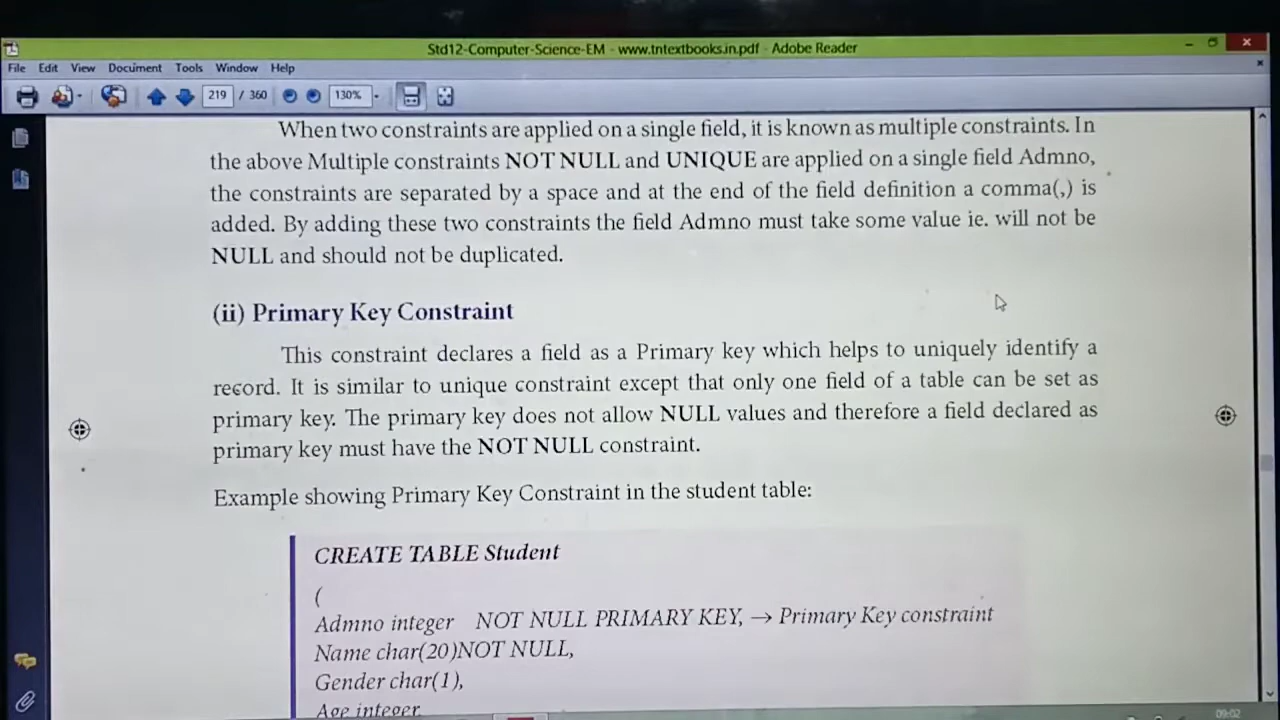 Std12-Computer-Science-EM - www.tntextbooks.in.pdf - Adobe Reader
File Edit View Document Tools Window Help
219 / 360 130%
When two constraints are applied on a single field, it is known as multiple constraints. In
the above Multiple constraints NOT NULL and UNIQUE are applied on a single field Admno,
the constraints are separated by a space and at the end of the field definition a comma(,) is
added. By adding these two constraints the field Admno must take some value ie. will not be
NULL and should not be duplicated.
(ii) Primary Key Constraint
This constraint declares a field as a Primary key which helps to uniquely identify a
record. It is similar to unique constraint except that only one field of a table can be set as
primary key. The primary key does not allow NULL values and therefore a field declared as
primary key must have the NOT NULL constraint.
Example showing Primary Key Constraint in the student table:
CREATE TABLE Student
(
Admno integer NOT NULL PRIMARY KEY, → Primary Key constraint
Name char(20)NOT NULL,
Gender char(1),
Age integer
09:02